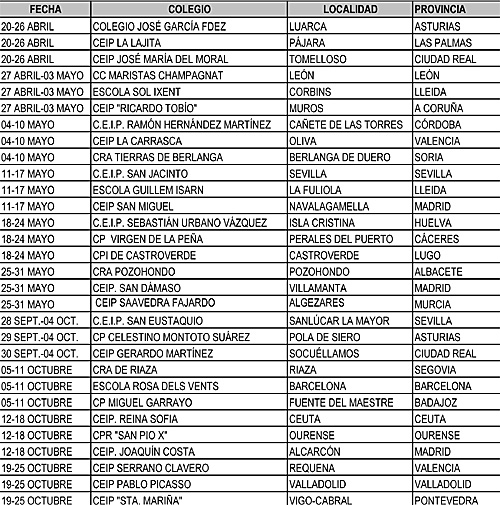 FECHA COLEGIO LOCALIDAD PROVINCIA
20-26 ABRIL COLEGIO JOSÉ GARCÍA FDEZ LUARCA ASTURIAS
20-26 ABRIL CEIP LA LAJITA PÁJARA LAS PALMAS
20-26 ABRIL CEIP JOSÉ MARÍA DEL MORAL TOMELLOSO CIUDAD REAL
27 ABRIL-03 MAYO CC MARISTAS CHAMPAGNAT LEÓN LEÓN
27 ABRIL-03 MAYO ESCOLA SOL IXENT CORBINS LLEIDA
27 ABRIL-03 MAYO CEIP "RICARDO TOBÍO" MUROS A CORUÑA
04-10 MAYO C.E.I.P. RAMÓN HERNÁNDEZ MARTÍNEZ CAÑETE DE LAS TORRES CÓRDOBA
04-10 MAYO CEIP LA CARRASCA OLIVA VALENCIA
04-10 MAYO CRA TIERRAS DE BERLANGA BERLANGA DE DUERO SORIA
11-17 MAYO C.E.I.P. SAN JACINTO SEVILLA SEVILLA
11-17 MAYO ESCOLA GUILLEM ISARN LA FULIOLA LLEIDA
11-17 MAYO CEIP SAN MIGUEL NAVALAGAMELLA MADRID
18-24 MAYO C.E.I.P. SEBASTIÁN URBANO VÁZQUEZ ISLA CRISTINA HUELVA
18-24 MAYO CP VIRGEN DE LA PEÑA PERALES DEL PUERTO CÁCERES
18-24 MAYO CPI DE CASTROVERDE CASTROVERDE LUGO
25-31 MAYO CRA POZOHONDO POZOHONDO ALBACETE
25-31 MAYO CEIP. SAN DÁMASO VILLAMANTA MADRID
25-31 MAYO CEIP SAAVEDRA FAJARDO ALGEZARES MURCIA
28 SEPT.-04 OCT. C.E.I.P. SAN EUSTAQUIO SANLÚCAR LA MAYOR SEVILLA
29 SEPT.-04 OCT. CP CELESTINO MONTOTO SUÁREZ POLA DE SIERO ASTURIAS
30 SEPT.-04 OCT. CEIP GERARDO MARTÍNEZ SOCUÉLLAMOS CIUDAD REAL
05-11 OCTUBRE CRA DE RIAZA RIAZA SEGOVIA
05-11 OCTUBRE ESCOLA ROSA DELS VENTS BARCELONA BARCELONA
05-11 OCTUBRE CP MIGUEL GARRAYO FUENTE DEL MAESTRE BADAJOZ
12-18 OCTUBRE CEIP. REINA SOFIA CEUTA CEUTA
12-18 OCTUBRE CPR "SAN PIO X" OURENSE OURENSE
12-18 OCTUBRE CEIP. JOAQUÍN COSTA ALCARCÓN MADRID
19-25 OCTUBRE CEIP SERRANO CLAVERO REQUENA VALENCIA
19-25 OCTUBRE CEIP PABLO PICASSO VALLADOLID VALLADOLID
19-25 OCTUBRE CEIP "STA. MARIÑA" VIGO-CABRAL PONTEVEDRA